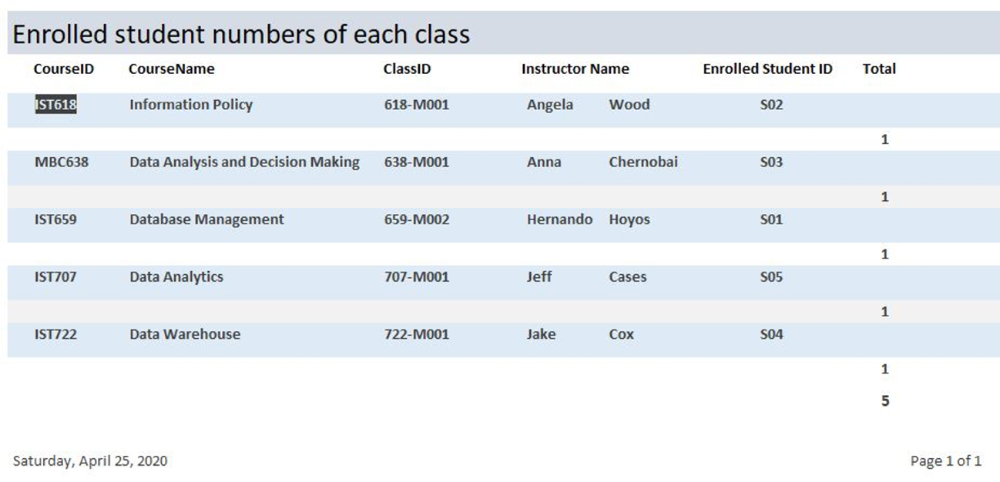 Enrolled student numbers of each class
CourseID CourseName ClassID Instructor Name Enrolled Student ID Total
IST618 Information Policy 618-M001 Angela Wood S02
1
MBC638 Data Analysis and Decision Making 638-M001 Anna Chernobai S03
1
IST659 Database Management 659-M002 Hernando Hoyos S01
1
IST707 Data Analytics 707-M001 Jeff Cases S05
1
IST722 Data Warehouse 722-M001 Jake Cox S04
1
5
Saturday, April 25, 2020 Page 1 of 1